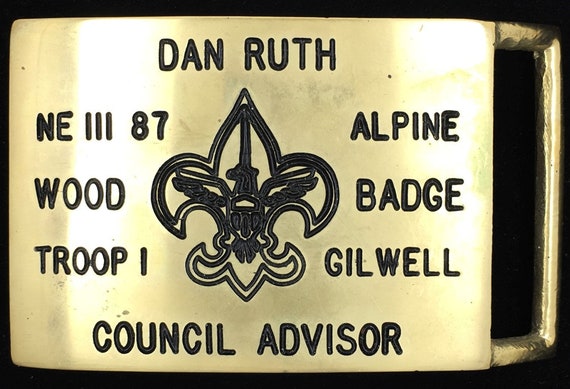 DAN RUTH
NE III 87 ALPINE
WOOD BADGE
TROOP I GILWELL
COUNCIL ADVISOR